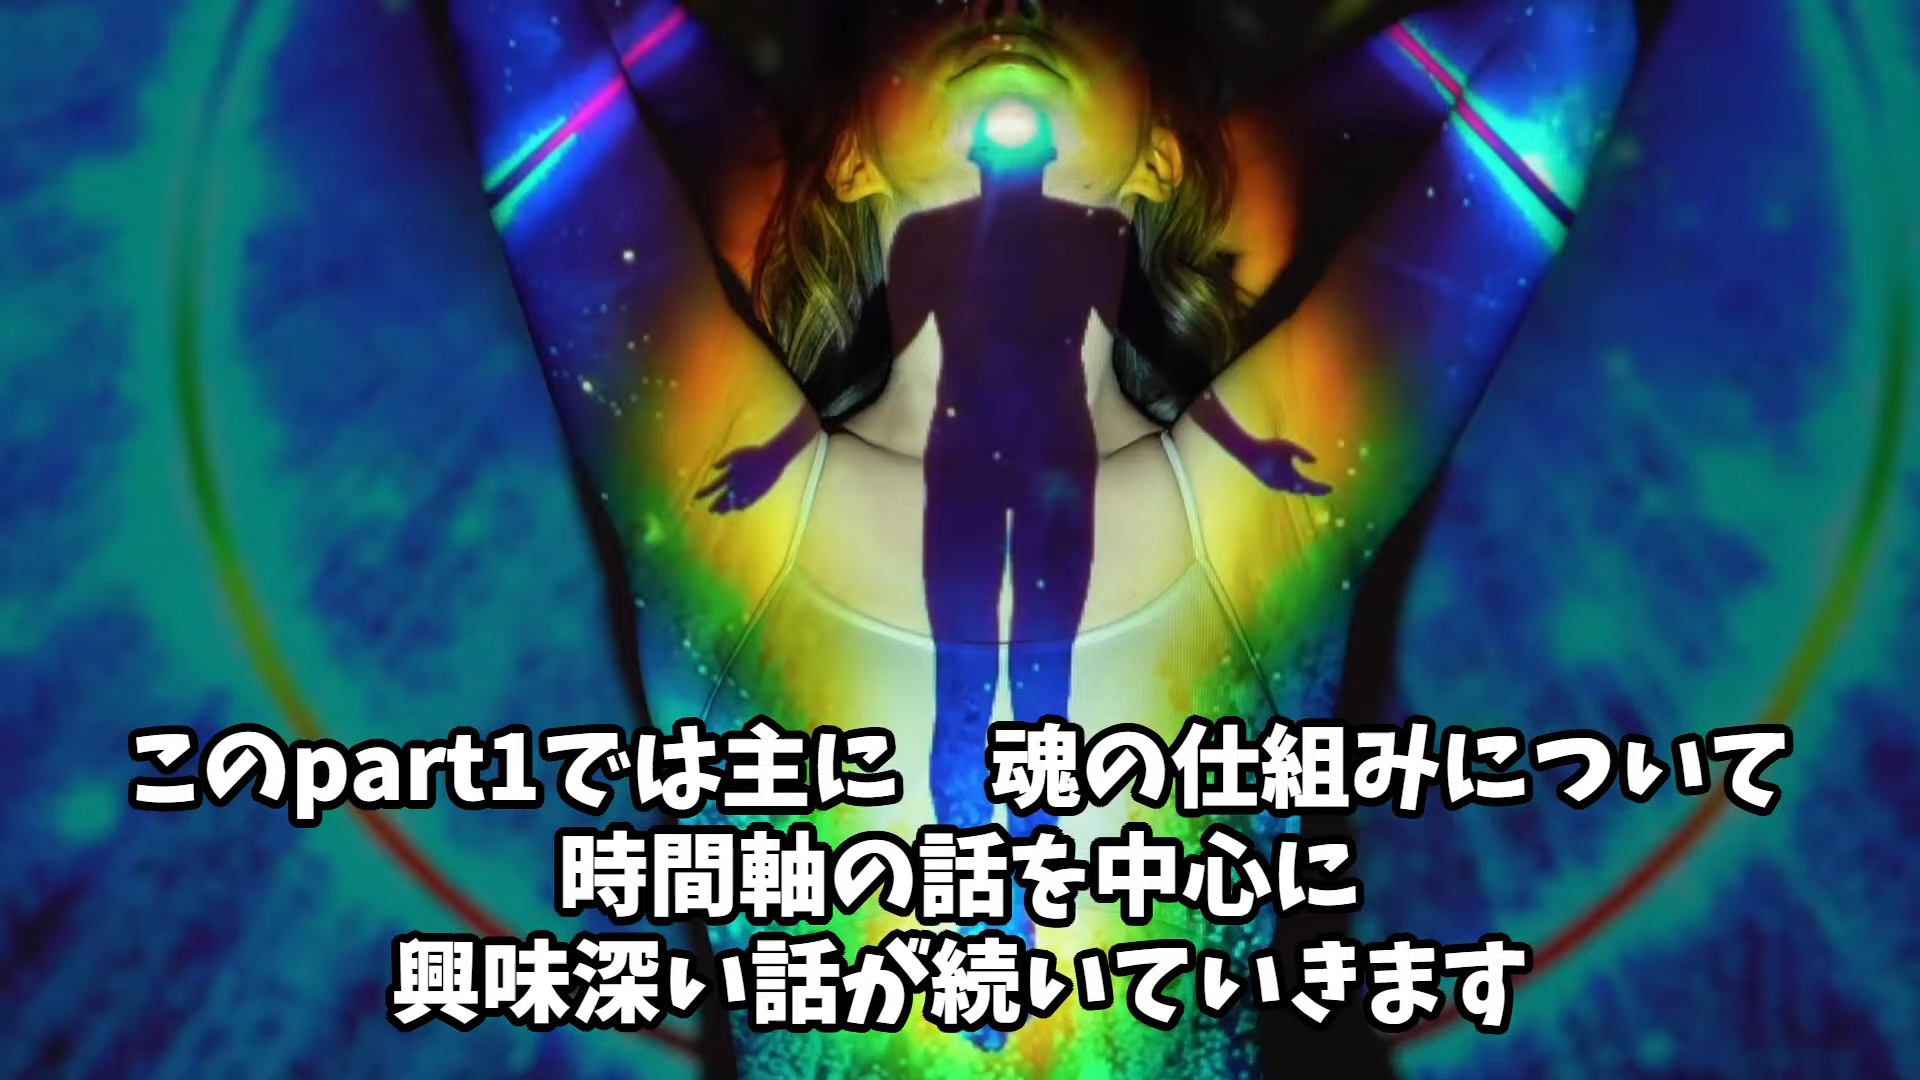 このpart1では主に　魂の仕組みについて
時間軸の話を中心に
興味深い話が続いていきます